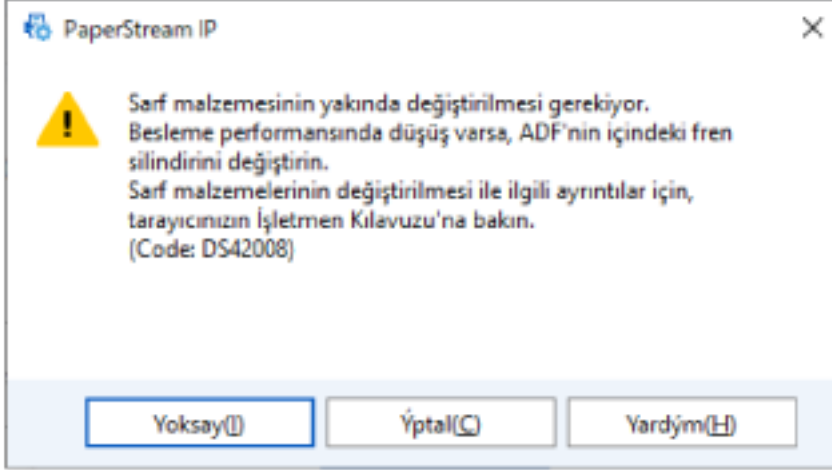 PaperStream IP
Sarf malzemesinin yakında değiştirilmesi gerekiyor.
Besleme performansında düşüş varsa, ADF'nin içindeki fren
silindirini değiştirin.
Sarf malzemelerinin değiştirilmesi ile ilgili ayrıntılar için,
tarayıcınızın İşletmen Kılavuzu'na bakın.
(Code: DS42008)
Yoksay(I) Ýptal(C) Yardým(H)